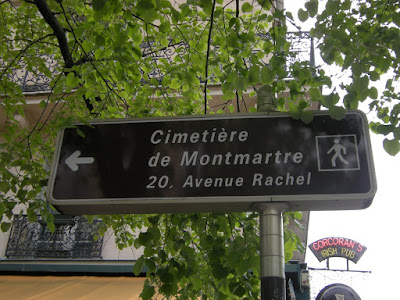 Cimetière
de Montmartre
20, Avenue Rachel
CORCORAN'S
IRISH PUB